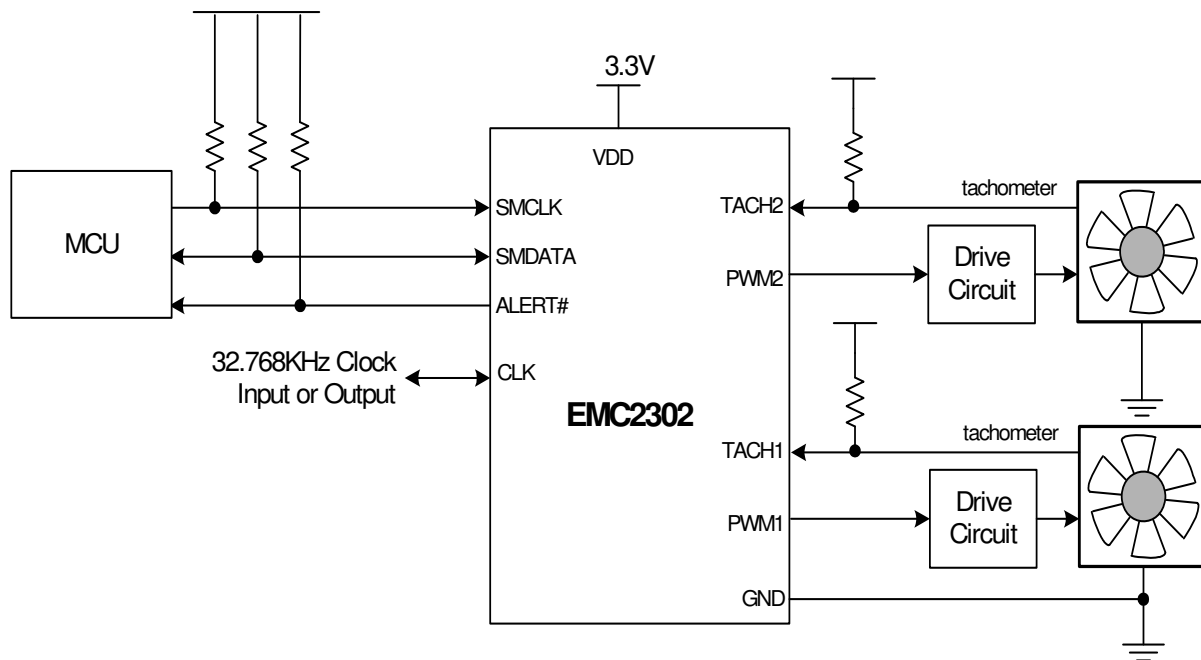 3.3V
VDD
MCU
SMCLK
SMDATA
ALERT#
32.768KHz Clock
Input or Output
CLK
EMC2302
TACH2
tachometer
PWM2
Drive
Circuit
TACH1
tachometer
PWM1
Drive
Circuit
GND